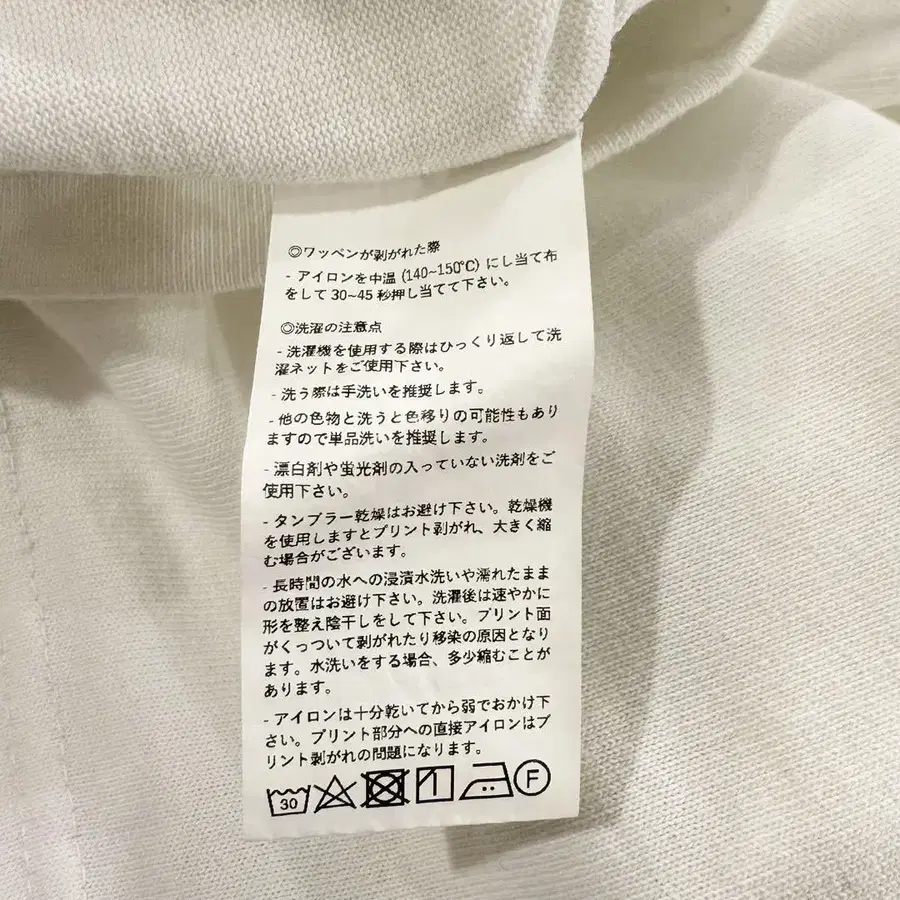 ◎ワッペンが剥がれた際
- アイロンを中温 (140~150℃) にし当て布
をして 30~45 秒押し当てて下さい。
◎洗濯の注意点
- 洗濯機を使用する際はひっくり返して洗
濯ネットをご使用下さい。
- 洗う際は手洗いを推奨します。
- 他の色物と洗うと色移りの可能性もあり
ますので単品洗いを推奨します。
- 漂白剤や蛍光剤の入っていない洗剤をご
使用下さい。
- タンブラー乾燥はお避け下さい。乾燥機
を使用しますとプリント剥がれ、大きく縮
む場合がございます。
- 長時間の水への浸漬水洗いや濡れたまま
の放置はお避け下さい。洗濯後は速やかに
形を整え陰干しをして下さい。プリント面
がくっついて剥がれたり移染の原因となり
ます。水洗いをする場合、多少縮むことが
あります。
- アイロンは十分乾いてから弱でおかけ下
さい。プリント部分への直接アイロンはプ
リント剥がれの問題になります。
30 F